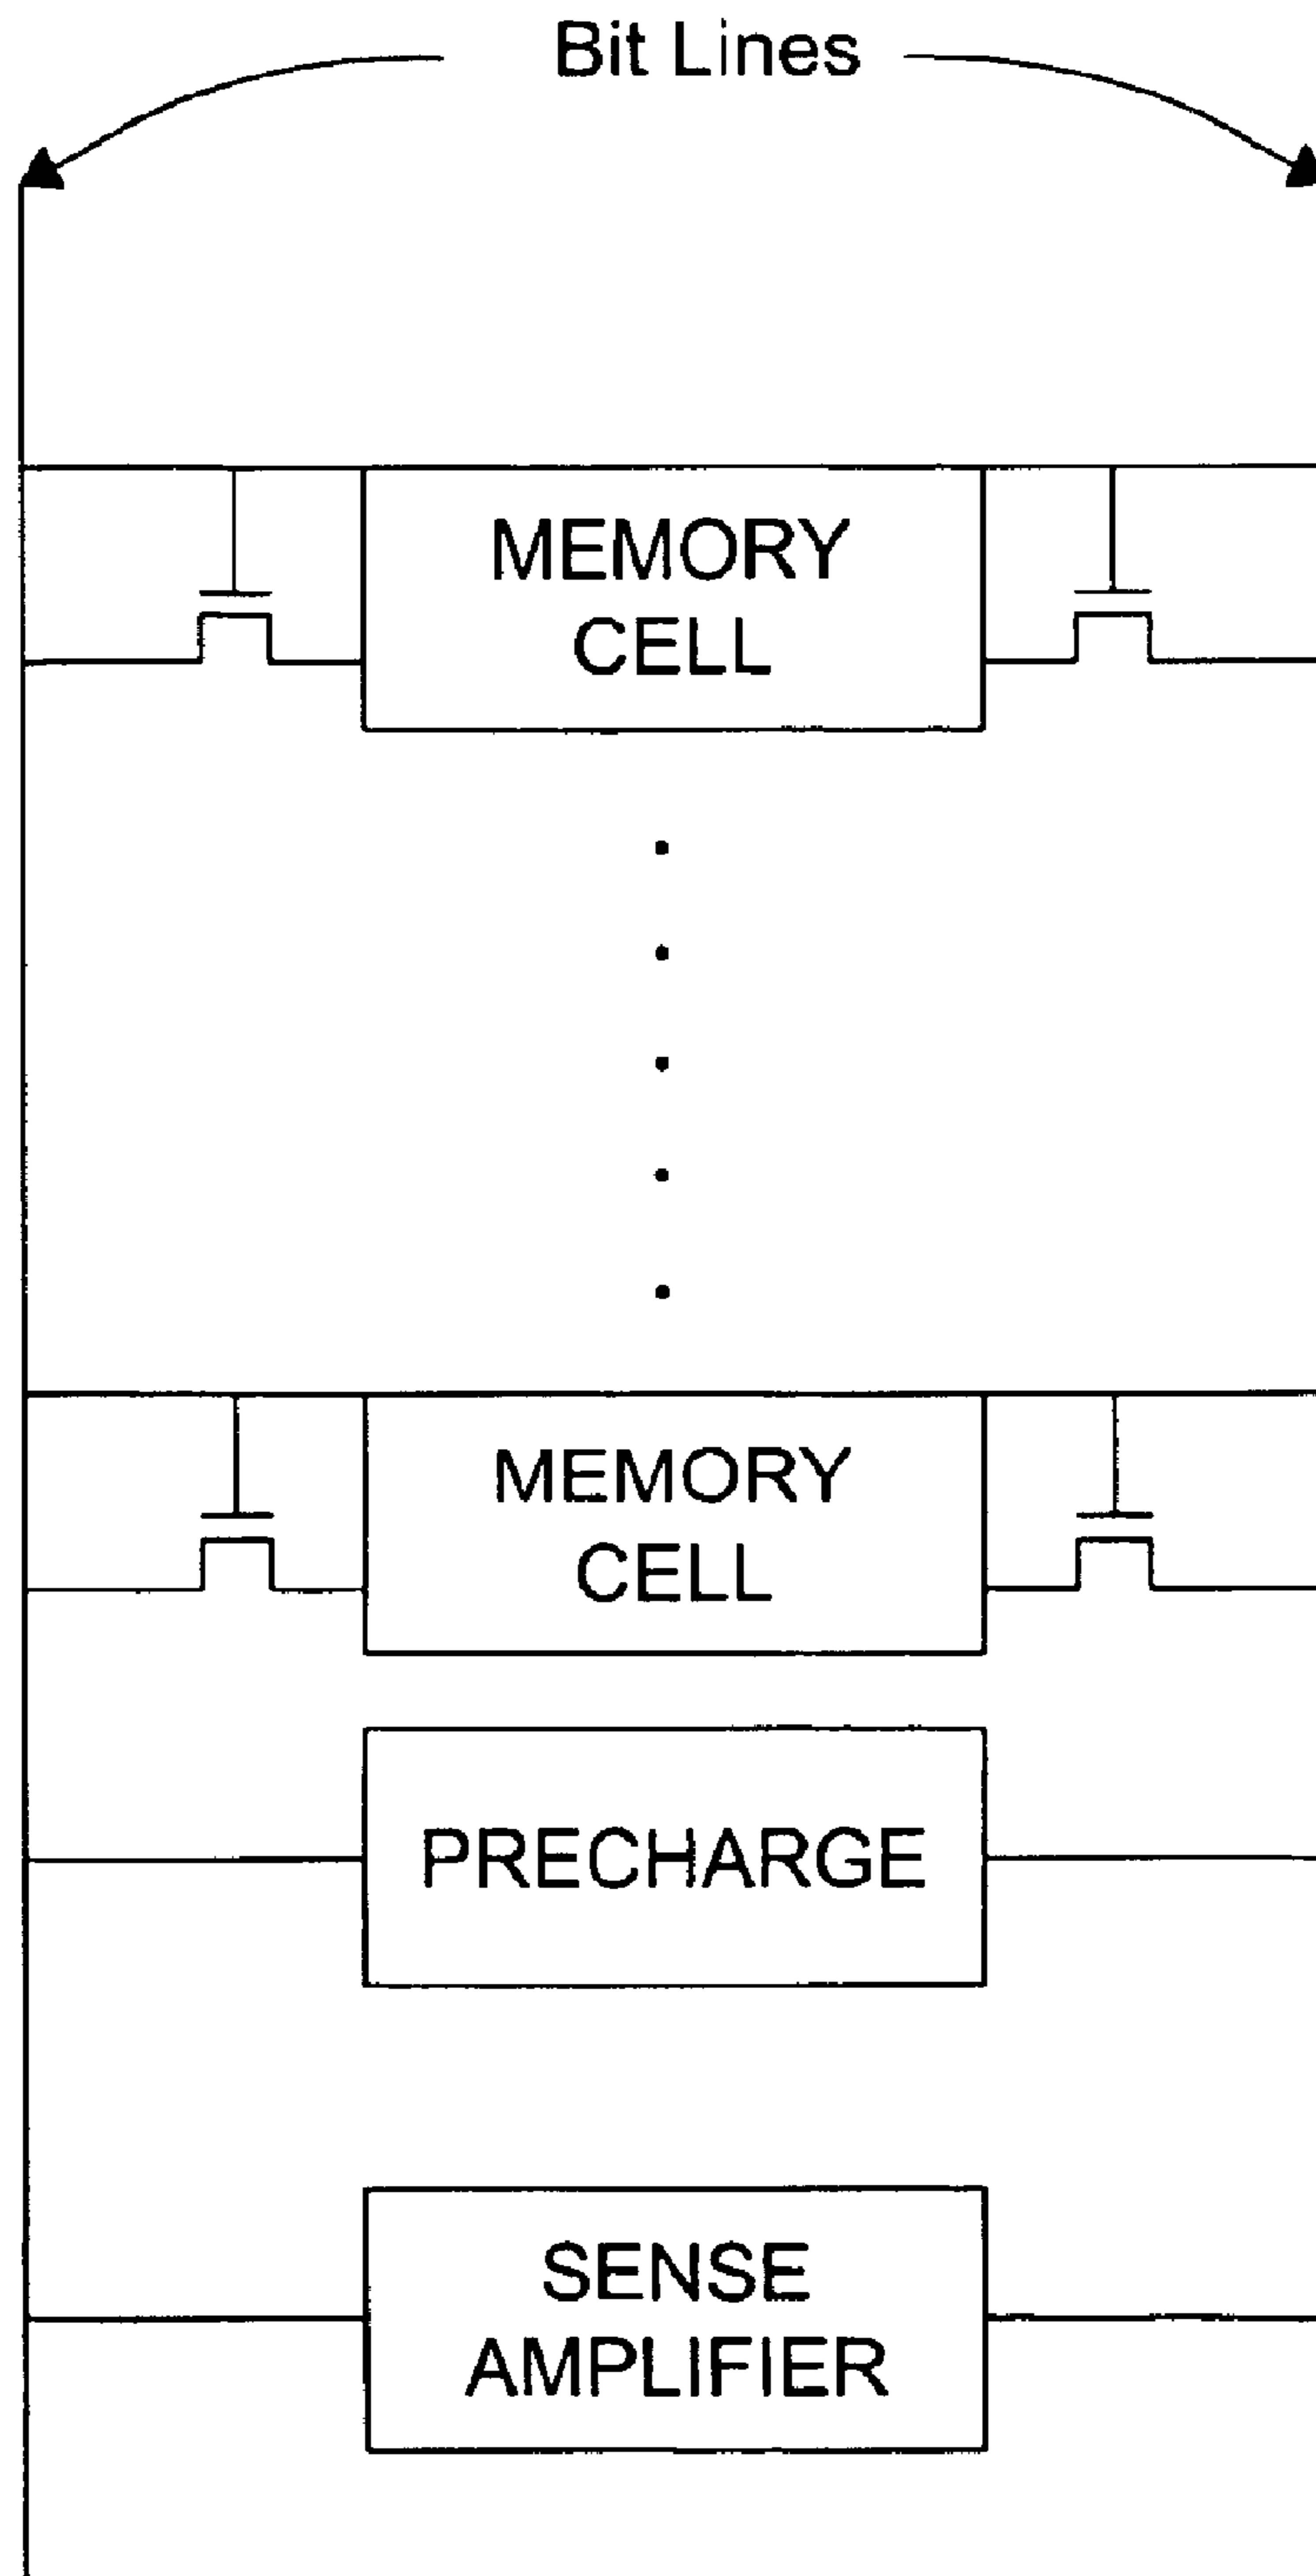 Bit Lines
MEMORY
CELL
MEMORY
CELL
PRECHARGE
SENSE
AMPLIFIER